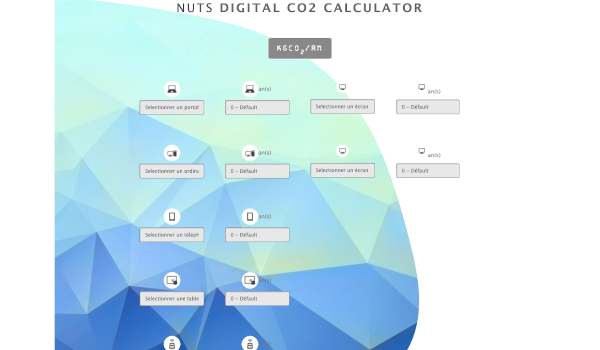 NUTS DIGITAL CO2 CALCULATOR
KGCO2/AN
an(s) an(s)
Selectionner un portal 0 – Défault Selectionner un écran 0 – Défault
an(s) an(s)
Selectionner un ordina 0 – Défault Selectionner un écran 0 – Défault
an(s)
Selectionner un téléph 0 – Défault
an(s)
Selectionner une table 0 – Défault